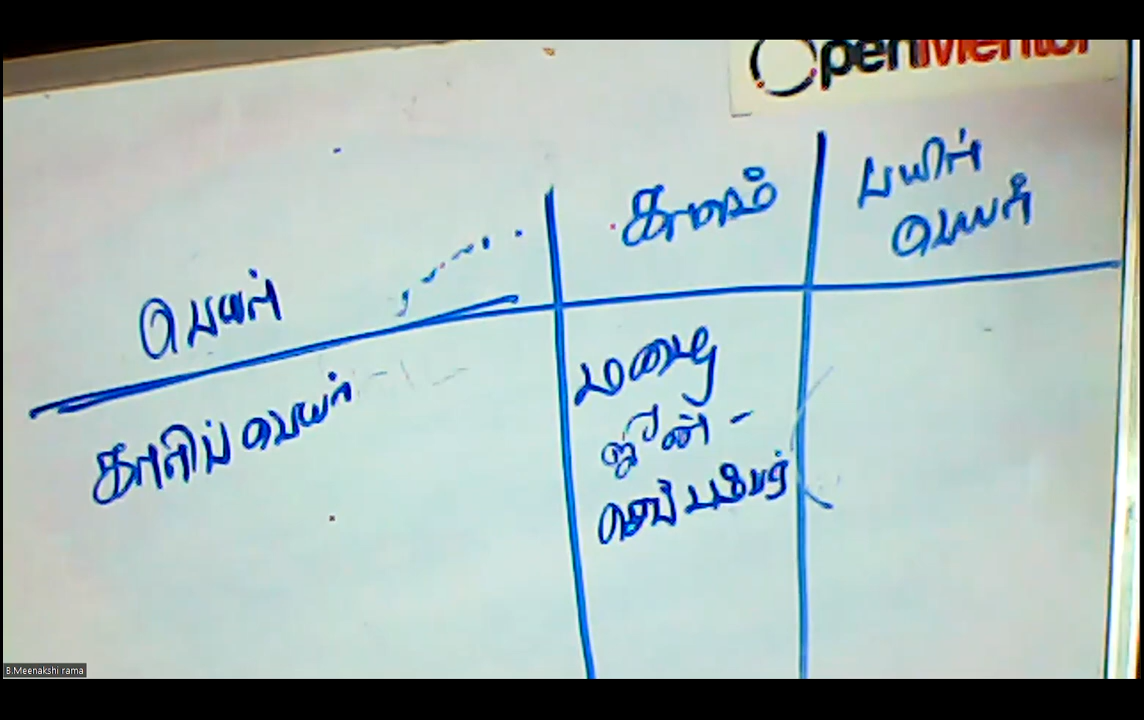 OpenMentor
பெயர்
காலம்
பயிர்
பெயர்
காரிப் பெயர்
மழை
ஜூன் -
செப்டம்பர்
B.Meenakshi rama